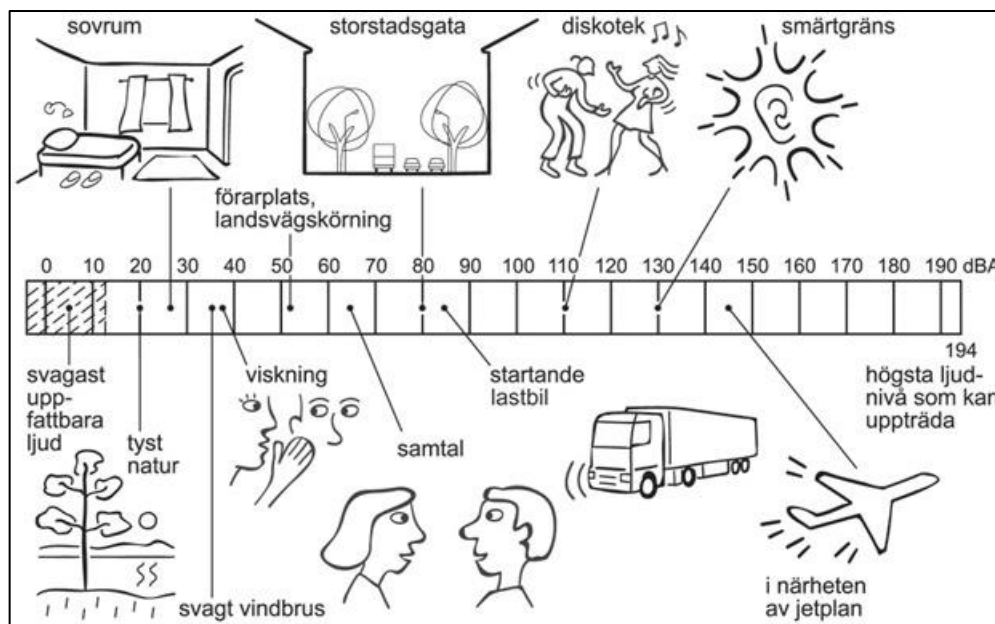 sovrum
storstadsgata
diskotek
smärtgräns
förarplats,
landsvägskörning
0 10 20 30 40 50 60 70 80 90 100 110 120 130 140 150 160 170 180 190 dBA
194
svagast
upp-
fattbara
ljud
tyst
natur
svagt vindbrus
viskning
samtal
startande
lastbil
i närheten
av jetplan
högsta ljud-
nivå som kan
uppträda